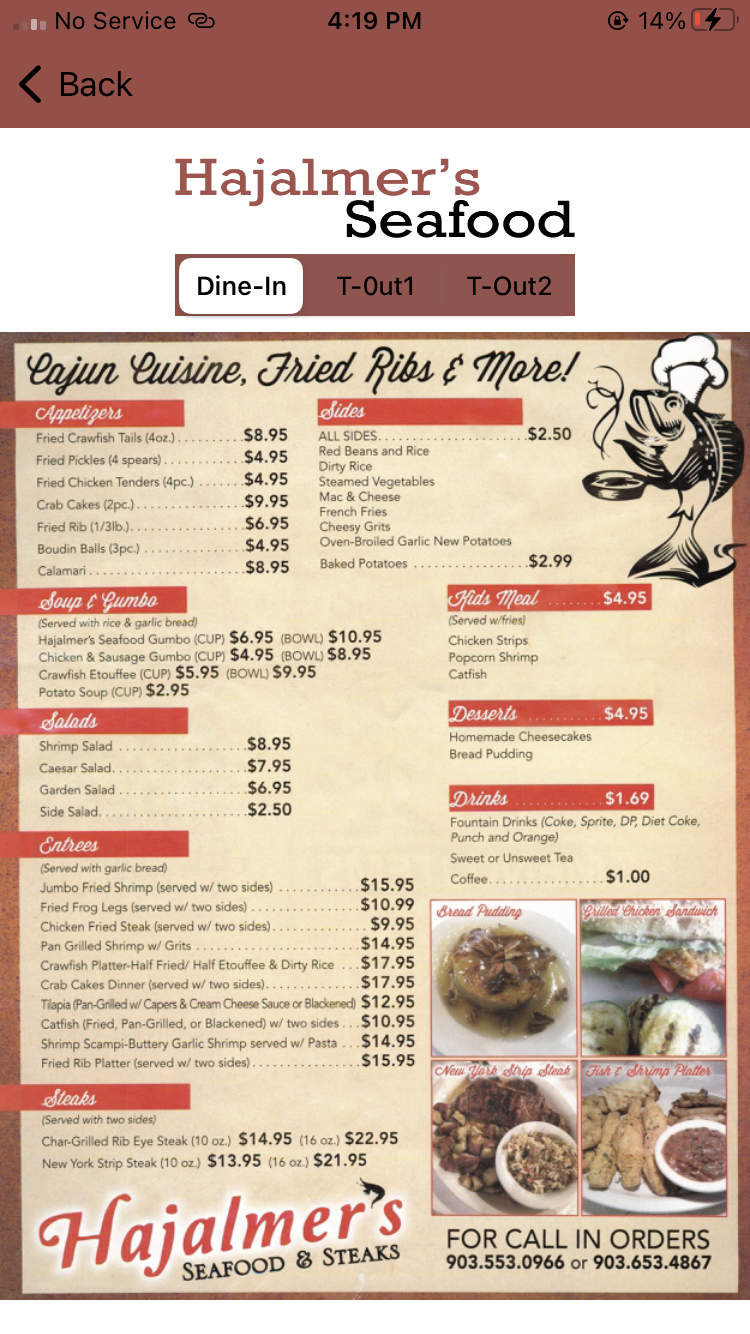 No Service
4:19 PM
14%
Back
Hajalmer's
Seafood
Dine-In
T-0ut1
T-Out2
Cajun Cuisine, Fried Ribs & More!
Appetizers
Fried Crawfish Tails (4oz.) . . . . . . . . . . $8.95
Fried Pickles (4 spears) . . . . . . . . . . . . $4.95
Fried Chicken Tenders (4pc.) . . . . . . . $4.95
Crab Cakes (2pc.) . . . . . . . . . . . . . . . . $9.95
Fried Rib (1/3lb.). . . . . . . . . . . . . . . . . $6.95
Boudin Balls (3pc.) . . . . . . . . . . . . . . . $4.95
Calamari . . . . . . . . . . . . . . . . . . . . . . . $8.95
Sides
ALL SIDES. . . . . . . . . . . . . . . . . . . . . $2.50
Red Beans and Rice
Dirty Rice
Steamed Vegetables
Mac & Cheese
French Fries
Cheesy Grits
Oven-Broiled Garlic New Potatoes
Baked Potatoes . . . . . . . . . . . . . . . . $2.99
Soup & Gumbo
(Served with rice & garlic bread)
Hajalmer's Seafood Gumbo (CUP) $6.95 (BOWL) $10.95
Chicken & Sausage Gumbo (CUP) $4.95 (BOWL) $8.95
Crawfish Etouffee (CUP) $5.95 (BOWL) $9.95
Potato Soup (CUP) $2.95
Salads
Shrimp Salad . . . . . . . . . . . . . . . . . . $8.95
Caesar Salad. . . . . . . . . . . . . . . . . . . $7.95
Garden Salad . . . . . . . . . . . . . . . . . . $6.95
Side Salad. . . . . . . . . . . . . . . . . . . . . $2.50
Entrees
(Served with garlic bread)
Jumbo Fried Shrimp (served w/ two sides) . . . . . . . . . . . $15.95
Fried Frog Legs (served w/ two sides) . . . . . . . . . . . . . . . $10.99
Chicken Fried Steak (served w/ two sides). . . . . . . . . . . . . $9.95
Pan Grilled Shrimp w/ Grits . . . . . . . . . . . . . . . . . . . . . . . $14.95
Crawfish Platter-Half Fried/ Half Etouffee & Dirty Rice . . . $17.95
Crab Cakes Dinner (served w/ two sides). . . . . . . . . . . . . $17.95
Tilapia (Pan-Grilled w/ Capers & Cream Cheese Sauce or Blackened) $12.95
Catfish (Fried, Pan-Grilled, or Blackened) w/ two sides . . . $10.95
Shrimp Scampi-Buttery Garlic Shrimp served w/ Pasta . . . $14.95
Fried Rib Platter (served w/ two sides) . . . . . . . . . . . . . . . $15.95
Steaks
(Served with two sides)
Char-Grilled Rib Eye Steak (10 oz.) $14.95 (16 oz.) $22.95
New York Strip Steak (10 oz.) $13.95 (16 oz.) $21.95
Kids Meal . . . . . . . . $4.95
(Served w/fries)
Chicken Strips
Popcorn Shrimp
Catfish
Desserts . . . . . . . . . . . $4.95
Homemade Cheesecakes
Bread Pudding
Drinks . . . . . . . . . . . . $1.69
Fountain Drinks (Coke, Sprite, DP, Diet Coke,
Punch and Orange)
Sweet or Unsweet Tea
Coffee. . . . . . . . . . . . . . . . $1.00
Bread Pudding
Grilled Chicken Sandwich
New York Strip Steak
Fish & Shrimp Platter
Hajalmer's
SEAFOOD & STEAKS
FOR CALL IN ORDERS
903.553.0966 or 903.653.4867